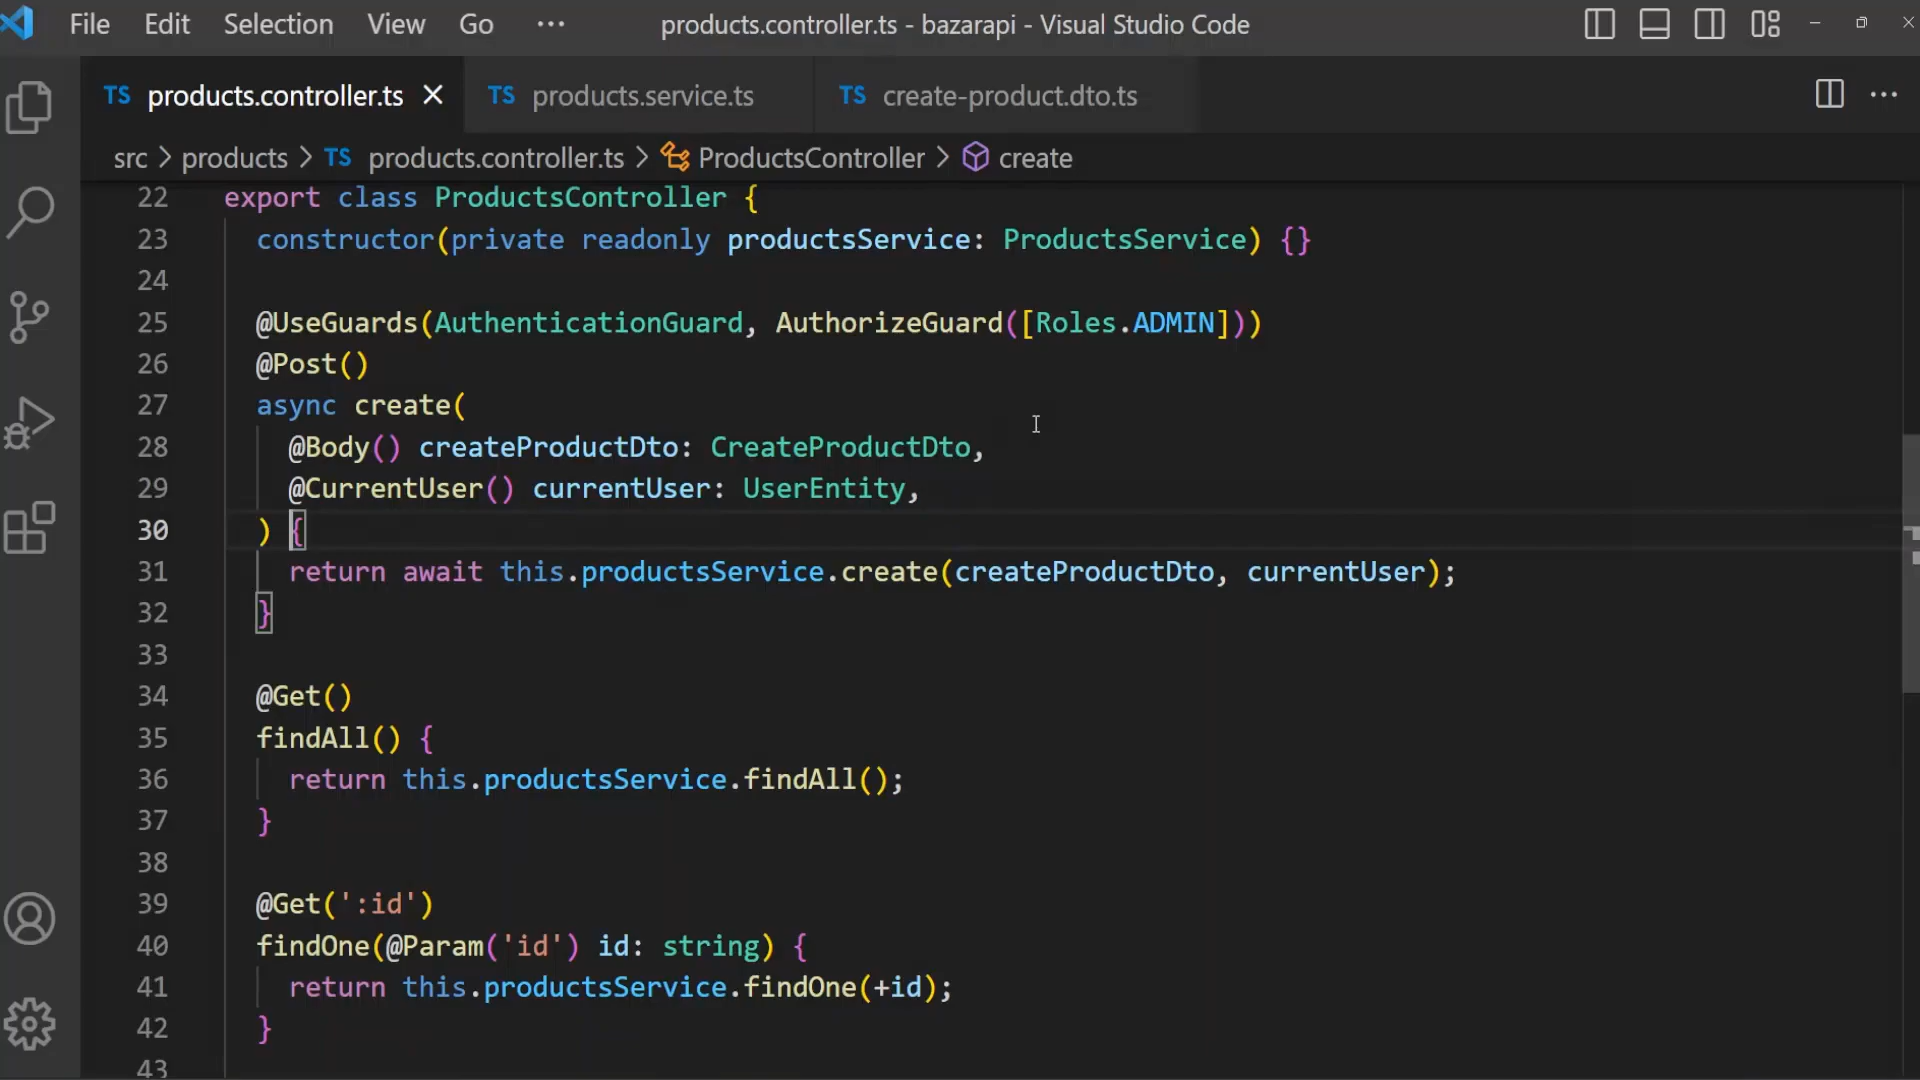 File Edit Selection View Go ··· products.controller.ts - bazarapi - Visual Studio Code
TS products.controller.ts TS products.service.ts TS create-product.dto.ts
src > products > TS products.controller.ts > ProductsController > create
22 export class ProductsController {
23 constructor(private readonly productsService: ProductsService) {}
24
25 @UseGuards(AuthenticationGuard, AuthorizeGuard([Roles.ADMIN]))
26 @Post()
27 async create(
28 @Body() createProductDto: CreateProductDto,
29 @CurrentUser() currentUser: UserEntity,
30 ) {
31 return await this.productsService.create(createProductDto, currentUser);
32 }
33
34 @Get()
35 findAll() {
36 return this.productsService.findAll();
37 }
38
39 @Get(':id')
40 findOne(@Param('id') id: string) {
41 return this.productsService.findOne(+id);
42 }
43